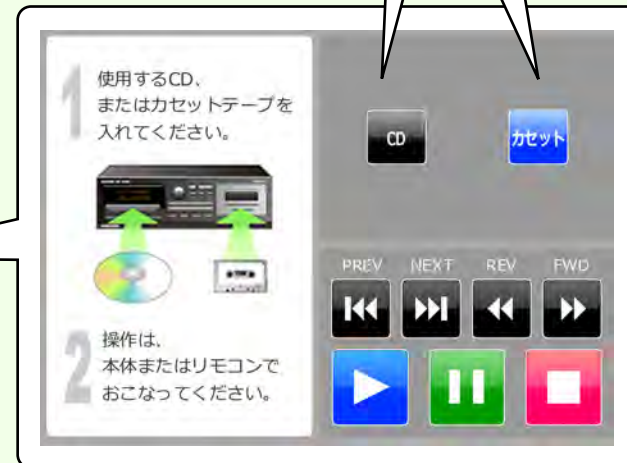 1
使用するCD、
またはカセットテープを
入れてください。
2
操作は、
本体またはリモコンで
おこなってください。
CD
カセット
PREV NEXT REV FWD